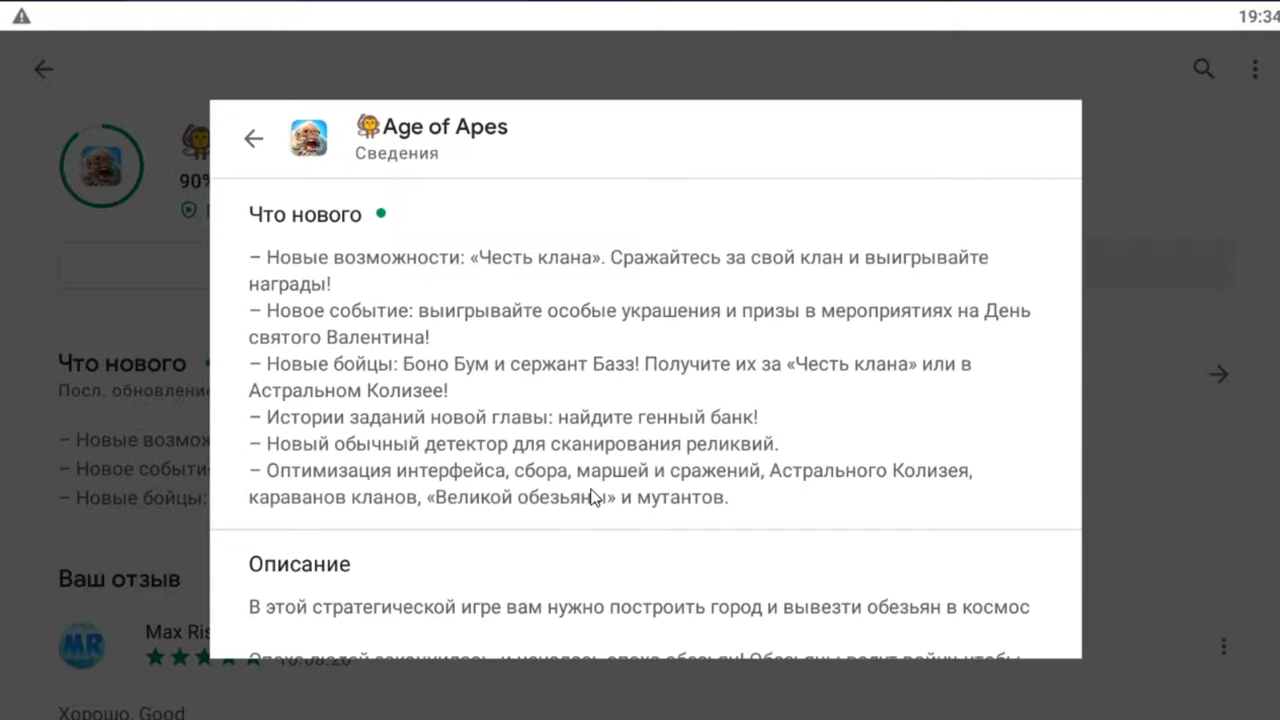 19:34
Age of Apes
Сведения
90%
Что нового
– Новые возможности: «Честь клана». Сражайтесь за свой клан и выигрывайте
награды!
– Новое событие: выигрывайте особые украшения и призы в мероприятиях на День
святого Валентина!
– Новые бойцы: Боно Бум и сержант Базз! Получите их за «Честь клана» или в
Астральном Колизее!
– Истории заданий новой главы: найдите генный банк!
– Новый обычный детектор для сканирования реликвий.
– Оптимизация интерфейса, сбора, маршей и сражений, Астрального Колизея,
караванов кланов, «Великой обезьяны» и мутантов.
Описание
В этой стратегической игре вам нужно построить город и вывезти обезьян в космос
Что нового
Посл. обновление
– Новые возмож
– Новое событи
– Новые бойцы:
Ваш отзыв
MR
Max Ris
Хорошо. Good